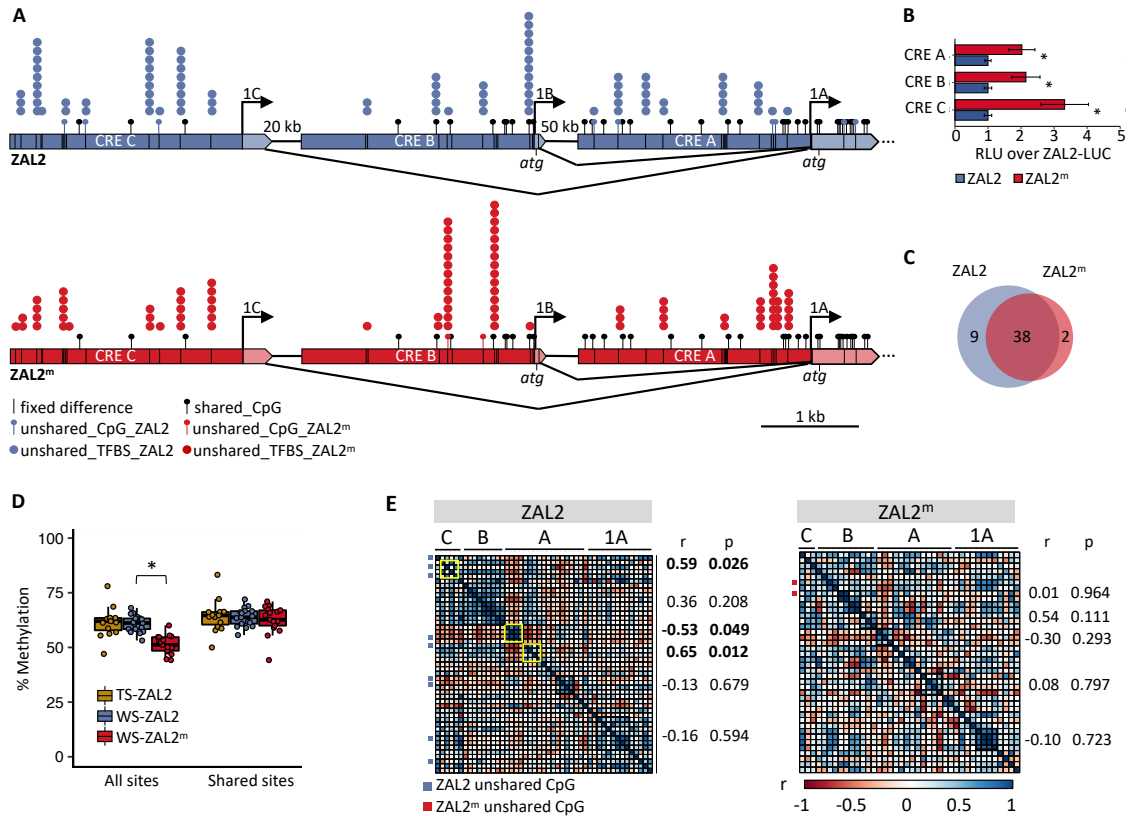 A
1C
1B
1A
20 kb
50 kb
CRE C
CRE B
CRE A
ZAL2
atg
atg
...
1C
1B
1A
CRE C
CRE B
CRE A
ZAL2m
atg
atg
...
fixed difference
shared_CpG
unshared_CpG_ZAL2
unshared_CpG_ZAL2m
unshared_TFBS_ZAL2
unshared_TFBS_ZAL2m
1 kb
B
CRE A
*
CRE B
*
CRE C
*
0 1 2 3 4 5
RLU over ZAL2-LUC
ZAL2 ZAL2m
C
ZAL2 ZAL2m
9 38 2
D
% Methylation
100
75
50
25
0
*
TS-ZAL2
WS-ZAL2
WS-ZAL2m
All sites Shared sites
E
ZAL2
C B A 1A r p
0.59 0.026
0.36 0.208
-0.53 0.049
0.65 0.012
-0.13 0.679
-0.16 0.594
ZAL2 unshared CpG
ZAL2m unshared CpG
ZAL2m
C B A 1A r p
0.01 0.964
0.54 0.111
-0.30 0.293
0.08 0.797
-0.10 0.723
r
-1 -0.5 0 0.5 1